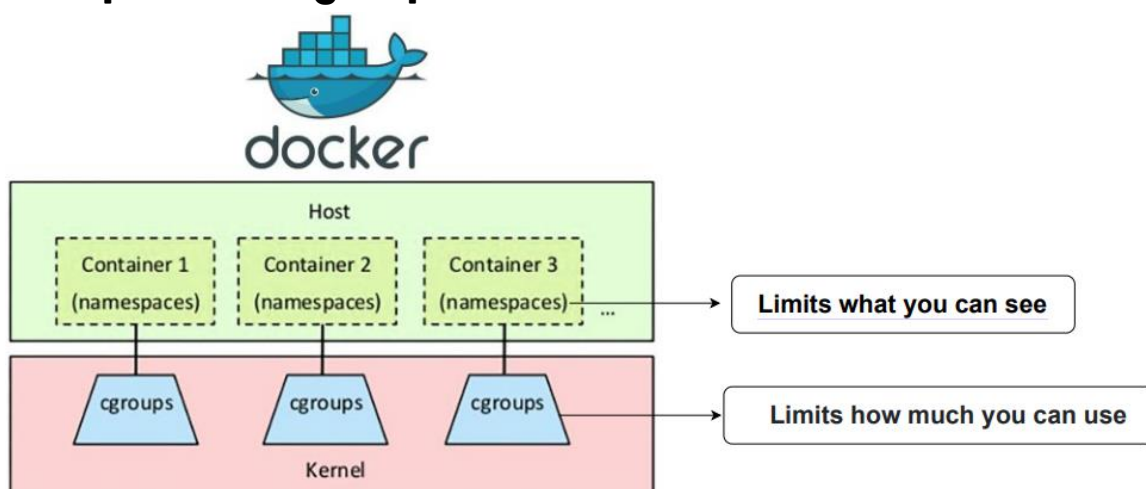 docker
Host
Container 1
(namespaces)
Container 2
(namespaces)
Container 3
(namespaces)
...
Limits what you can see
cgroups
cgroups
cgroups
Limits how much you can use
Kernel